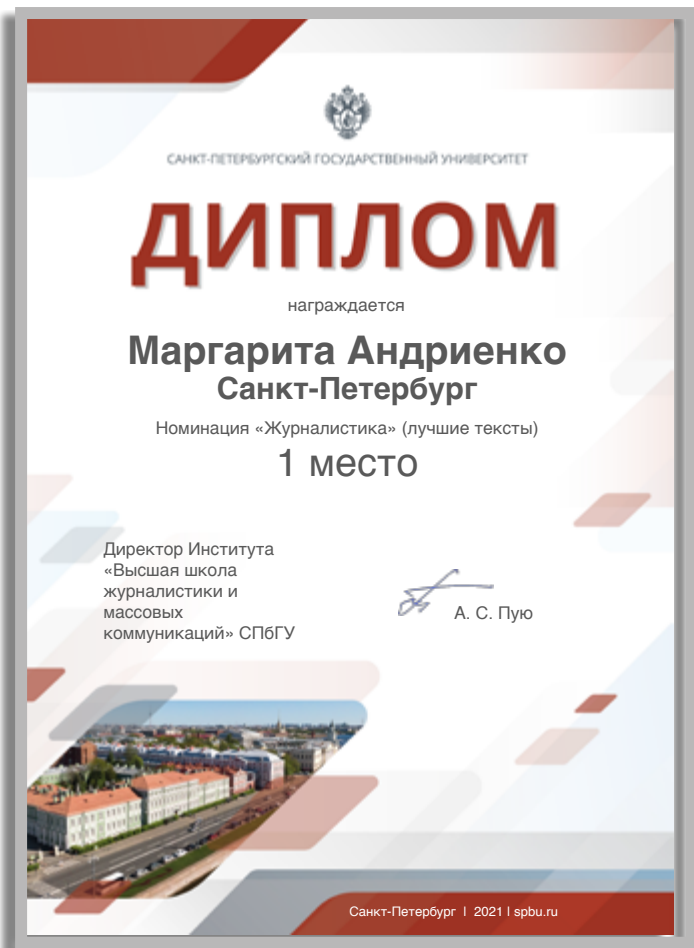 САНКТ-ПЕТЕРБУРГСКИЙ ГОСУДАРСТВЕННЫЙ УНИВЕРСИТЕТ
ДИПЛОМ
награждается
Маргарита Андриенко
Санкт-Петербург
Номинация «Журналистика» (лучшие тексты)
1 место
Директор Института
«Высшая школа
журналистики и
массовых
коммуникаций» СПбГУ
А. С. Пую
Санкт-Петербург | 2021 | spbu.ru